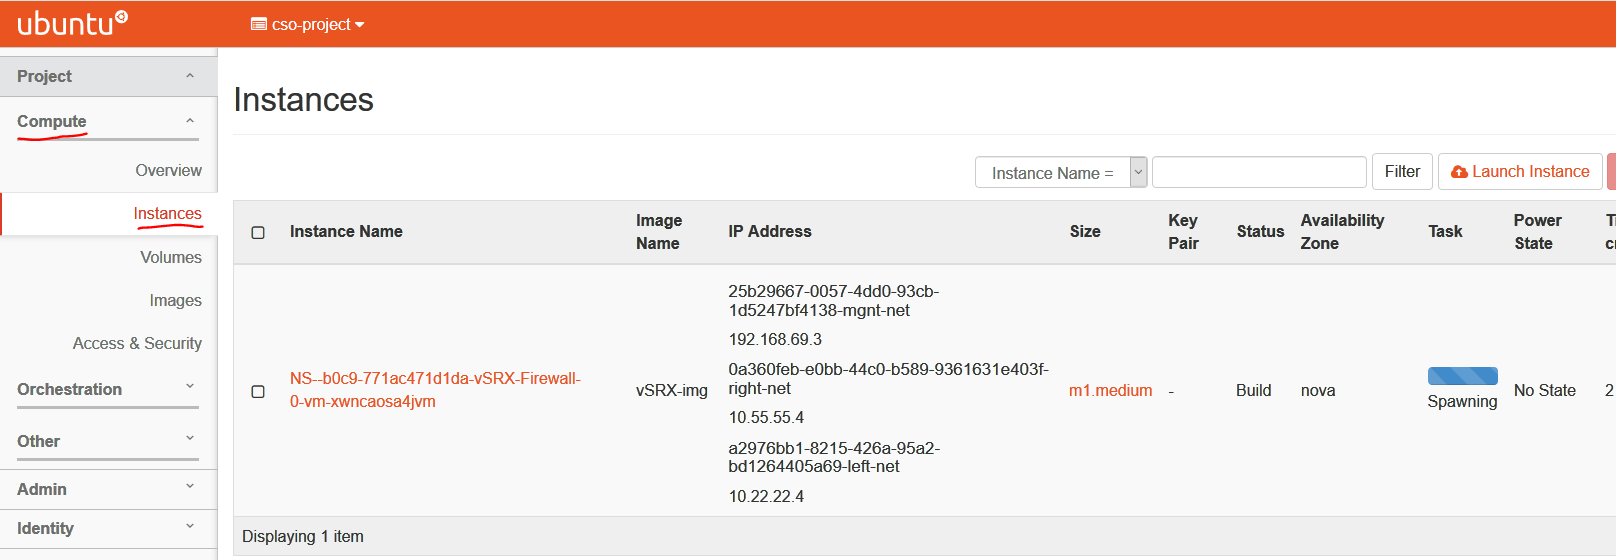 ubuntu
cso-project
Project
Compute
Overview
Instances
Volumes
Images
Access & Security
Orchestration
Other
Admin
Identity
Instances
Instance Name =
Filter
Launch Instance
Instance Name
Image
Name
IP Address
Size
Key
Pair
Status
Availability
Zone
Task
Power
State
NS--b0c9-771ac471d1da-vSRX-Firewall-
0-vm-xwncaosa4jvm
vSRX-img
25b29667-0057-4dd0-93cb-
1d5247bf4138-mgnt-net
192.168.69.3
0a360feb-e0bb-44c0-b589-9361631e403f-
right-net
10.55.55.4
a2976bb1-8215-426a-95a2-
bd1264405a69-left-net
10.22.22.4
m1.medium
-
Build
nova
Spawning
No State
2
Displaying 1 item